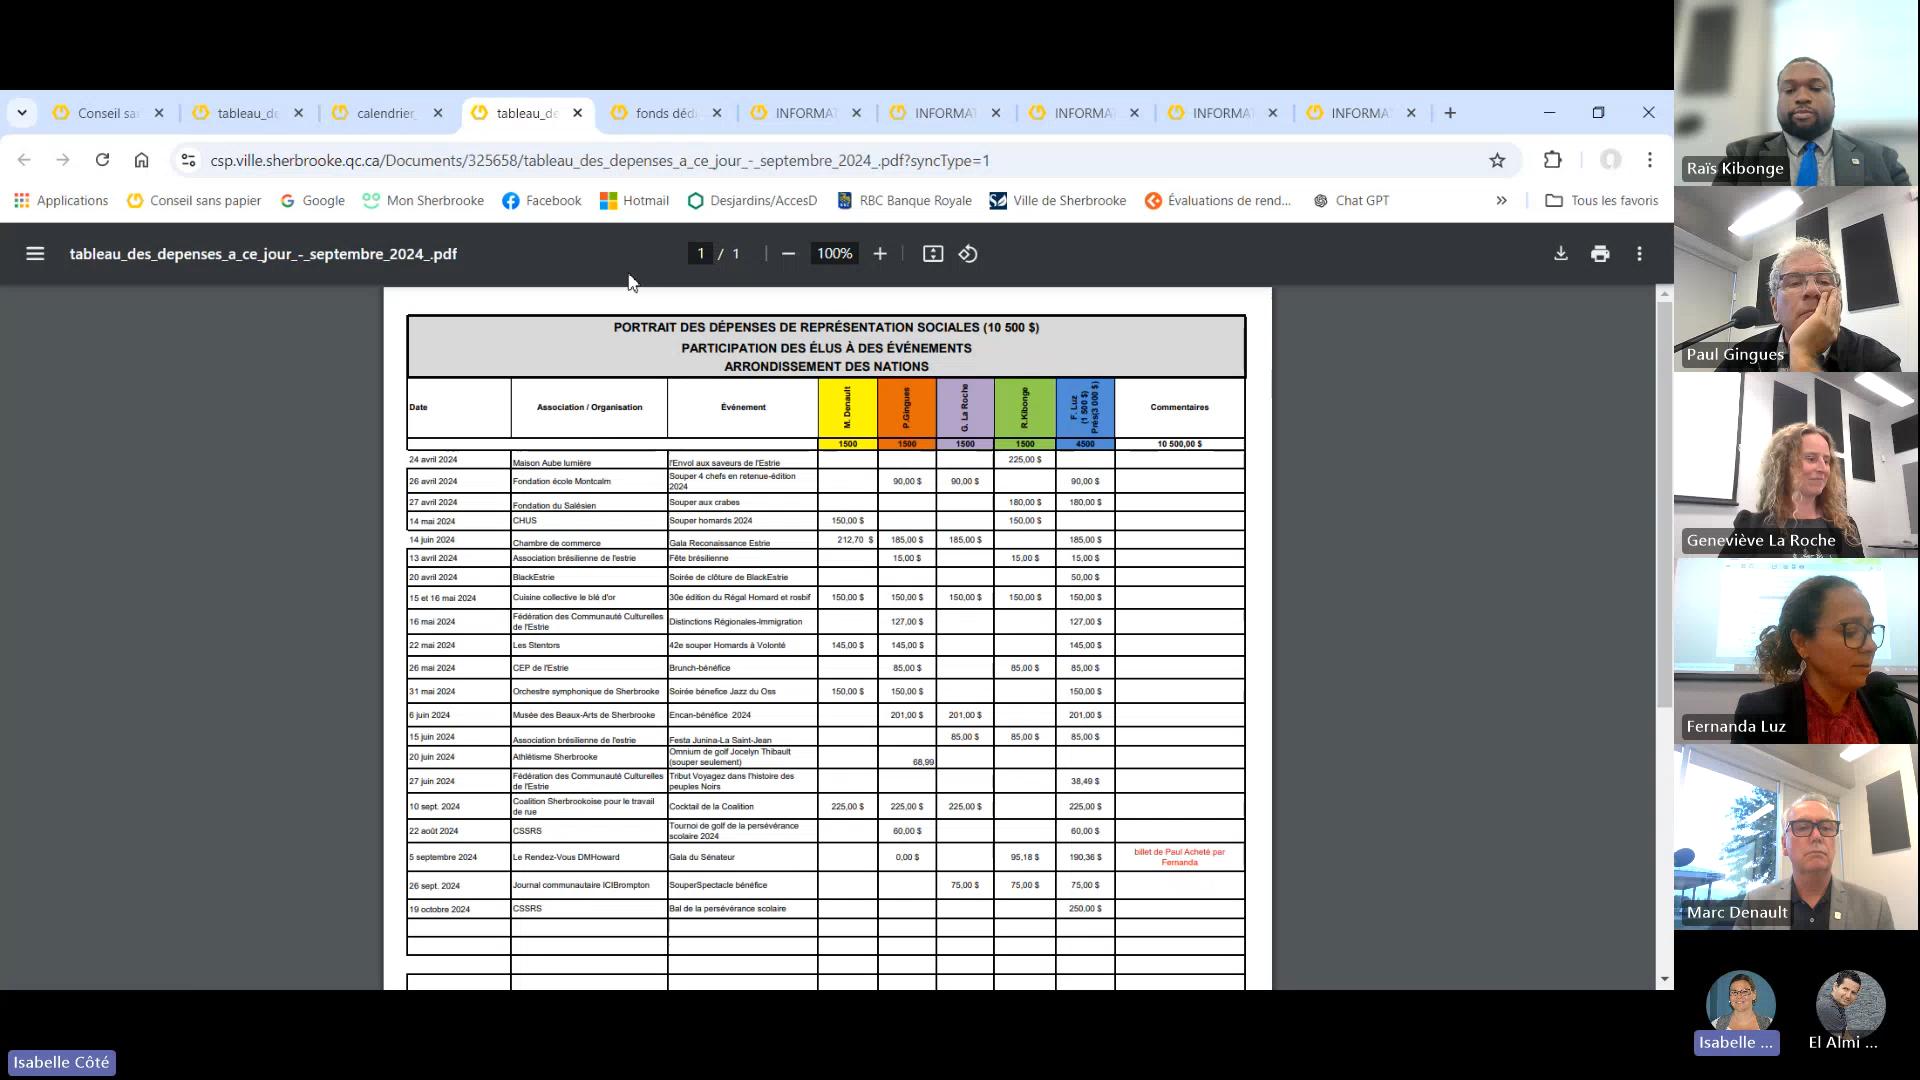 Conseil sa
tableau_de
calendrier_
tableau_de
fonds dédi
INFORMAT
INFORMAT
INFORMAT
INFORMAT
INFORMAT
csp.ville.sherbrooke.qc.ca/Documents/325658/tableau_des_depenses_a_ce_jour_-_septembre_2024_.pdf?syncType=1
Applications Conseil sans papier Google Mon Sherbrooke Facebook Hotmail Desjardins/AccesD RBC Banque Royale Ville de Sherbrooke Évaluations de rend... Chat GPT » Tous les favoris
tableau_des_depenses_a_ce_jour_-_septembre_2024_.pdf 1 / 1 100%
PORTRAIT DES DÉPENSES DE REPRÉSENTATION SOCIALES (10 500 $)
PARTICIPATION DES ÉLUS À DES ÉVÉNEMENTS
ARRONDISSEMENT DES NATIONS
Date Association / Organisation Événement M. Denault P.Gingues G. La Roche R.Kibonge F. Luz (1 500 $) Prés(3 000 $) Commentaires
1500 1500 1500 1500 4500 10 500,00 $
24 avril 2024 Maison Aube lumière l'Envol aux saveurs de l'Estrie 225,00 $
26 avril 2024 Fondation école Montcalm Souper 4 chefs en retenue-édition 2024 90,00 $ 90,00 $ 90,00 $
27 avril 2024 Fondation du Salésien Souper aux crabes 180,00 $ 180,00 $
14 mai 2024 CHUS Souper homards 2024 150,00 $ 150,00 $
14 juin 2024 Chambre de commerce Gala Reconaissance Estrie 212,70 $ 185,00 $ 185,00 $ 185,00 $
13 avril 2024 Association brésilienne de l'estrie Fête brésilienne 15,00 $ 15,00 $ 15,00 $
20 avril 2024 BlackEstrie Soirée de clôture de BlackEstrie 50,00 $
15 et 16 mai 2024 Cuisine collective le blé d'or 30e édition du Régal Homard et rosbif 150,00 $ 150,00 $ 150,00 $ 150,00 $ 150,00 $
16 mai 2024 Fédération des Communauté Culturelles de l'Estrie Distinctions Régionales-Immigration 127,00 $ 127,00 $
22 mai 2024 Les Stentors 42e souper Homards à Volonté 145,00 $ 145,00 $ 145,00 $
26 mai 2024 CEP de l'Estrie Brunch-bénéfice 85,00 $ 85,00 $ 85,00 $
31 mai 2024 Orchestre symphonique de Sherbrooke Soirée bénefice Jazz du Oss 150,00 $ 150,00 $ 150,00 $
6 juin 2024 Musée des Beaux-Arts de Sherbrooke Encan-bénéfice 2024 201,00 $ 201,00 $ 201,00 $
15 juin 2024 Association brésilienne de l'estrie Festa Junina-La Saint-Jean 85,00 $ 85,00 $ 85,00 $
20 juin 2024 Athlétisme Sherbrooke Omnium de golf Jocelyn Thibault (souper seulement) 68,99
27 juin 2024 Fédération des Communauté Culturelles de l'Estrie Tribut Voyagez dans l'histoire des peuples Noirs 38,49 $
10 sept. 2024 Coalition Sherbrookoise pour le travail de rue Cocktail de la Coalition 225,00 $ 225,00 $ 225,00 $ 225,00 $
22 août 2024 CSSRS Tournoi de golf de la persévérance scolaire 2024 60,00 $ 60,00 $
5 septembre 2024 Le Rendez-Vous DMHoward Gala du Sénateur 0,00 $ 95,18 $ 190,36 $ billet de Paul Acheté par Fernanda
26 sept. 2024 Journal communautaire ICIBrompton SouperSpectacle bénéfice 75,00 $ 75,00 $ 75,00 $
19 octobre 2024 CSSRS Bal de la persévérance scolaire 250,00 $
Raïs Kibonge
Paul Gingues
Geneviève La Roche
Fernanda Luz
Marc Denault
Isabelle ...
El Almi ...
Isabelle Côté